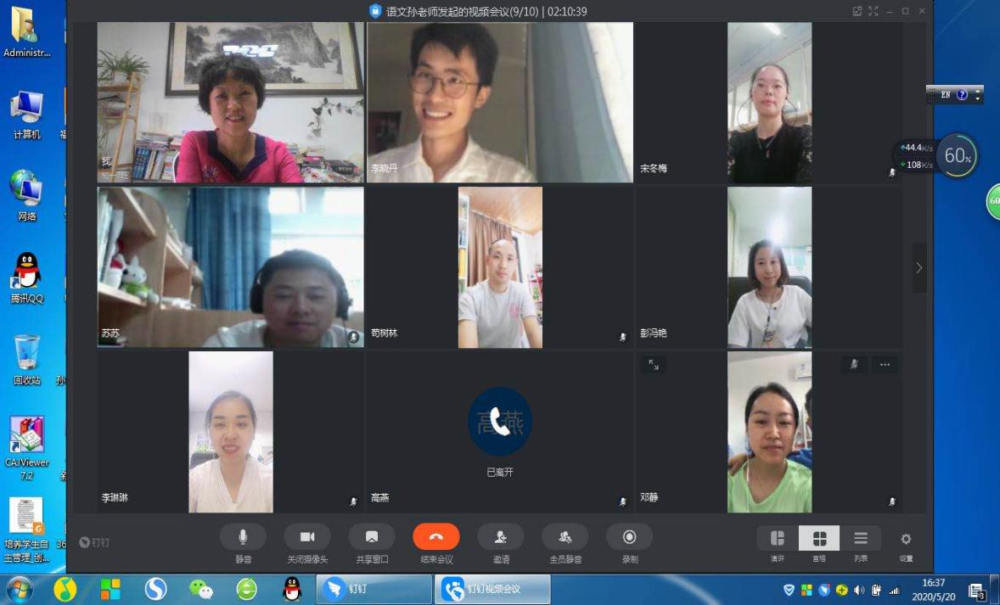 语文孙老师发起的视频会议(9/10) | 02:10:39
Administr...
计算机
网络
腾讯QQ
回收站
CAJViewer
7.2
培养学生自
主管理_创...
36
我
李晓丹
宋冬梅
苏苏
荀树林
彭冯艳
李琳琳
高燕
已离开
高燕
邓静
EN
44.4K/s
108K/s
60%
60
钉钉
静音
关闭摄像头
共享窗口
结束会议
邀请
全员静音
录制
演讲
宫格
列表
设置
钉钉
钉钉视频会议
16:37
2020/5/20
3